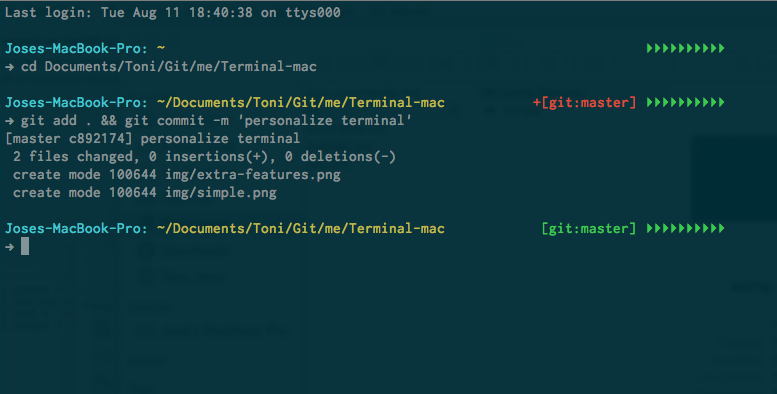 Last login: Tue Aug 11 18:40:38 on ttys000
Joses-MacBook-Pro: ~
→ cd Documents/Toni/Git/me/Terminal-mac
Joses-MacBook-Pro: ~/Documents/Toni/Git/me/Terminal-mac +[git:master]
→ git add . && git commit -m 'personalize terminal'
[master c892174] personalize terminal
2 files changed, 0 insertions(+), 0 deletions(-)
create mode 100644 img/extra-features.png
create mode 100644 img/simple.png
Joses-MacBook-Pro: ~/Documents/Toni/Git/me/Terminal-mac [git:master]
→